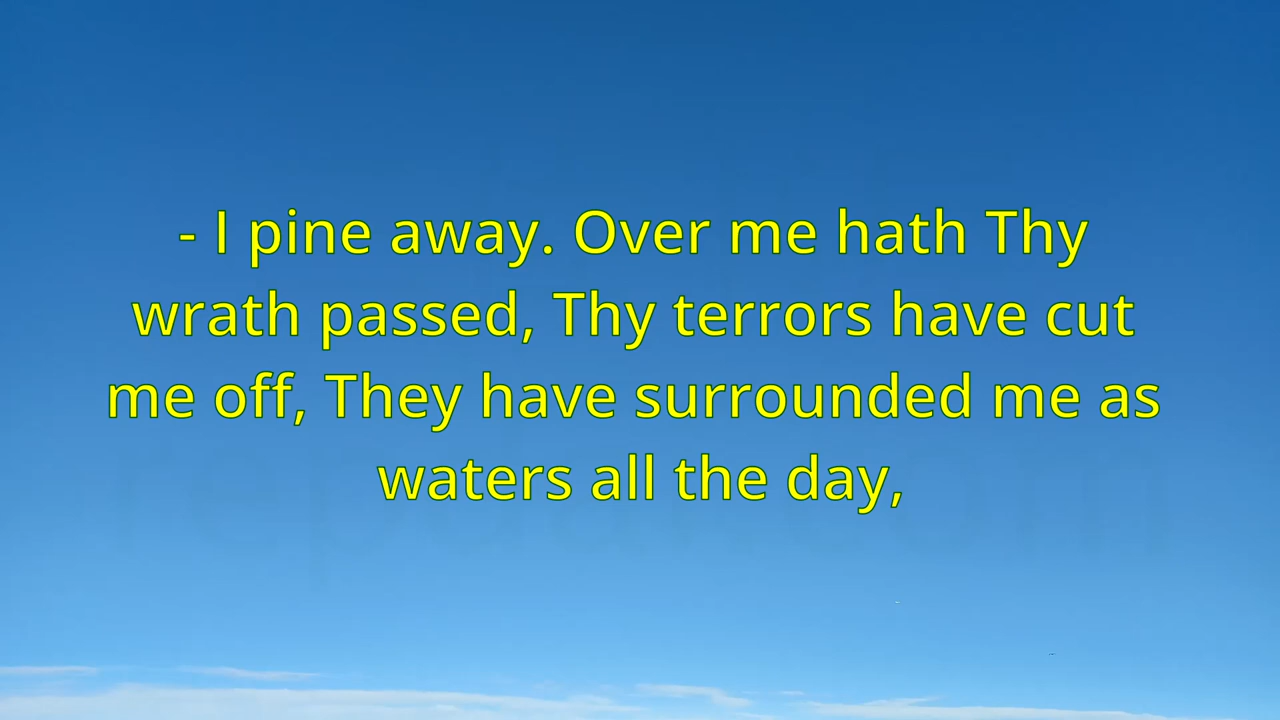 - I pine away. Over me hath Thy
wrath passed, Thy terrors have cut
me off, They have surrounded me as
waters all the day,